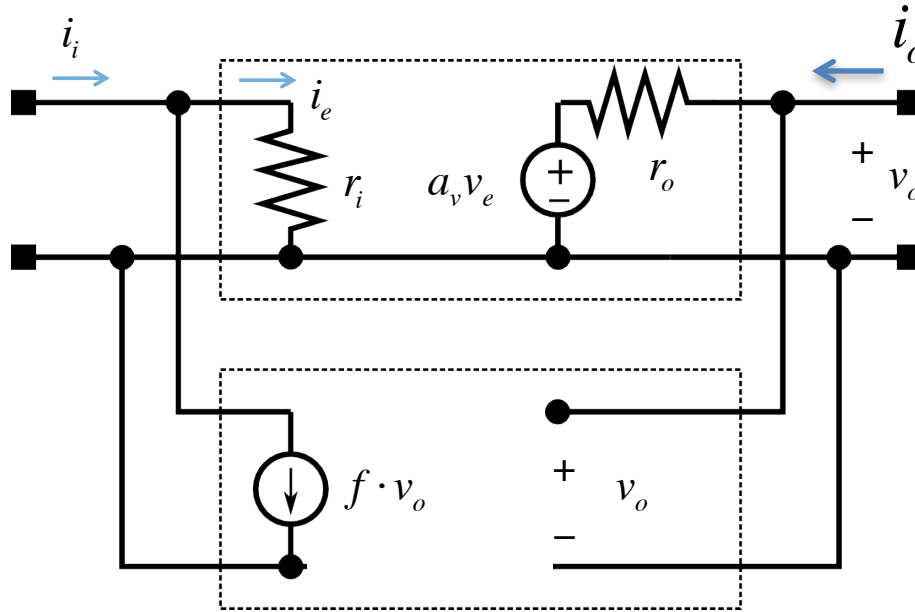 i_i
i_o
i_e
r_i
a_v v_e
+
−
r_o
+
v_o
−
f · v_o
+
v_o
−